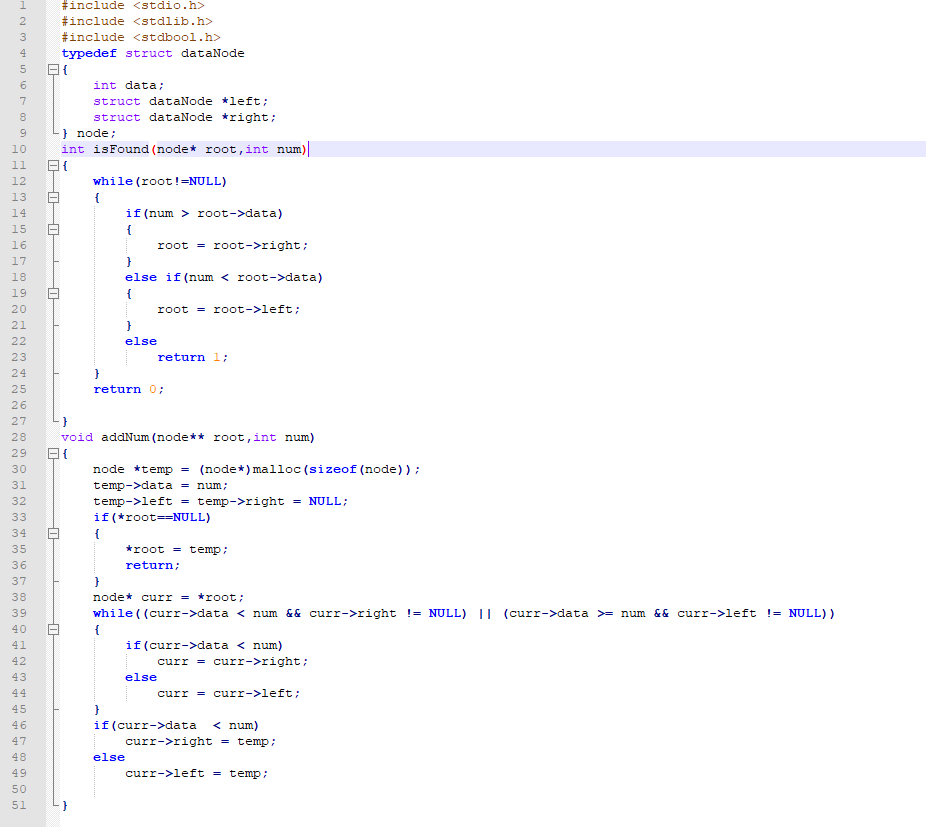 1 #include <stdio.h>
2 #include <stdlib.h>
3 #include <stdbool.h>
4 typedef struct dataNode
5 {
6     int data;
7     struct dataNode *left;
8     struct dataNode *right;
9 } node;
10 int isFound(node* root,int num)
11 {
12     while(root!=NULL)
13     {
14         if(num > root->data)
15         {
16             root = root->right;
17         }
18         else if(num < root->data)
19         {
20             root = root->left;
21         }
22         else
23             return 1;
24     }
25     return 0;
26
27 }
28 void addNum(node** root,int num)
29 {
30     node *temp = (node*)malloc(sizeof(node));
31     temp->data = num;
32     temp->left = temp->right = NULL;
33     if(*root==NULL)
34     {
35         *root = temp;
36         return;
37     }
38     node* curr = *root;
39     while((curr->data < num && curr->right != NULL) || (curr->data >= num && curr->left != NULL))
40     {
41         if(curr->data < num)
42             curr = curr->right;
43         else
44             curr = curr->left;
45     }
46     if(curr->data  < num)
47         curr->right = temp;
48     else
49         curr->left = temp;
50
51 }